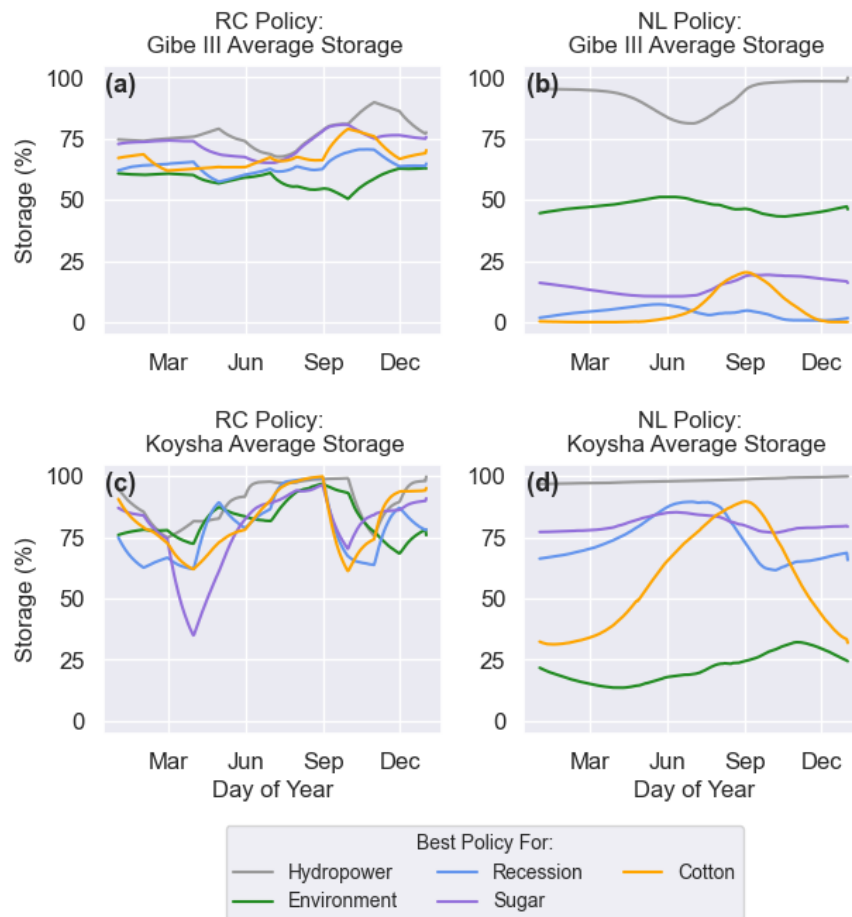 RC Policy:
Gibe III Average Storage
NL Policy:
Gibe III Average Storage
(a)
(b)
100
75
50
25
0
100
75
50
25
0
Storage (%)
Mar Jun Sep Dec
Mar Jun Sep Dec
RC Policy:
Koysha Average Storage
NL Policy:
Koysha Average Storage
(c)
(d)
100
75
50
25
0
100
75
50
25
0
Storage (%)
Mar Jun Sep Dec
Mar Jun Sep Dec
Day of Year
Day of Year
Best Policy For:
Hydropower Recession Cotton
Environment Sugar